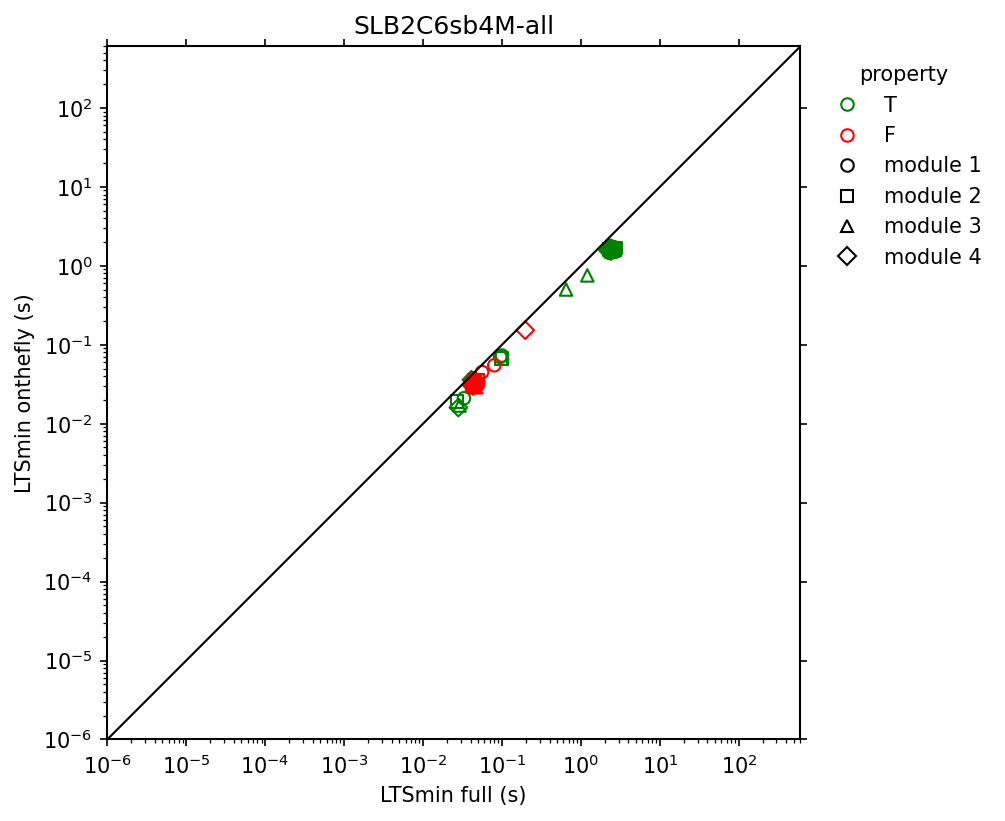 SLB2C6sb4M-all
property
T
F
module 1
module 2
module 3
module 4
LTSmin onthefly (s)
10²
10¹
10⁰
10⁻¹
10⁻²
10⁻³
10⁻⁴
10⁻⁵
10⁻⁶
10⁻⁶ 10⁻⁵ 10⁻⁴ 10⁻³ 10⁻² 10⁻¹ 10⁰ 10¹ 10²
LTSmin full (s)